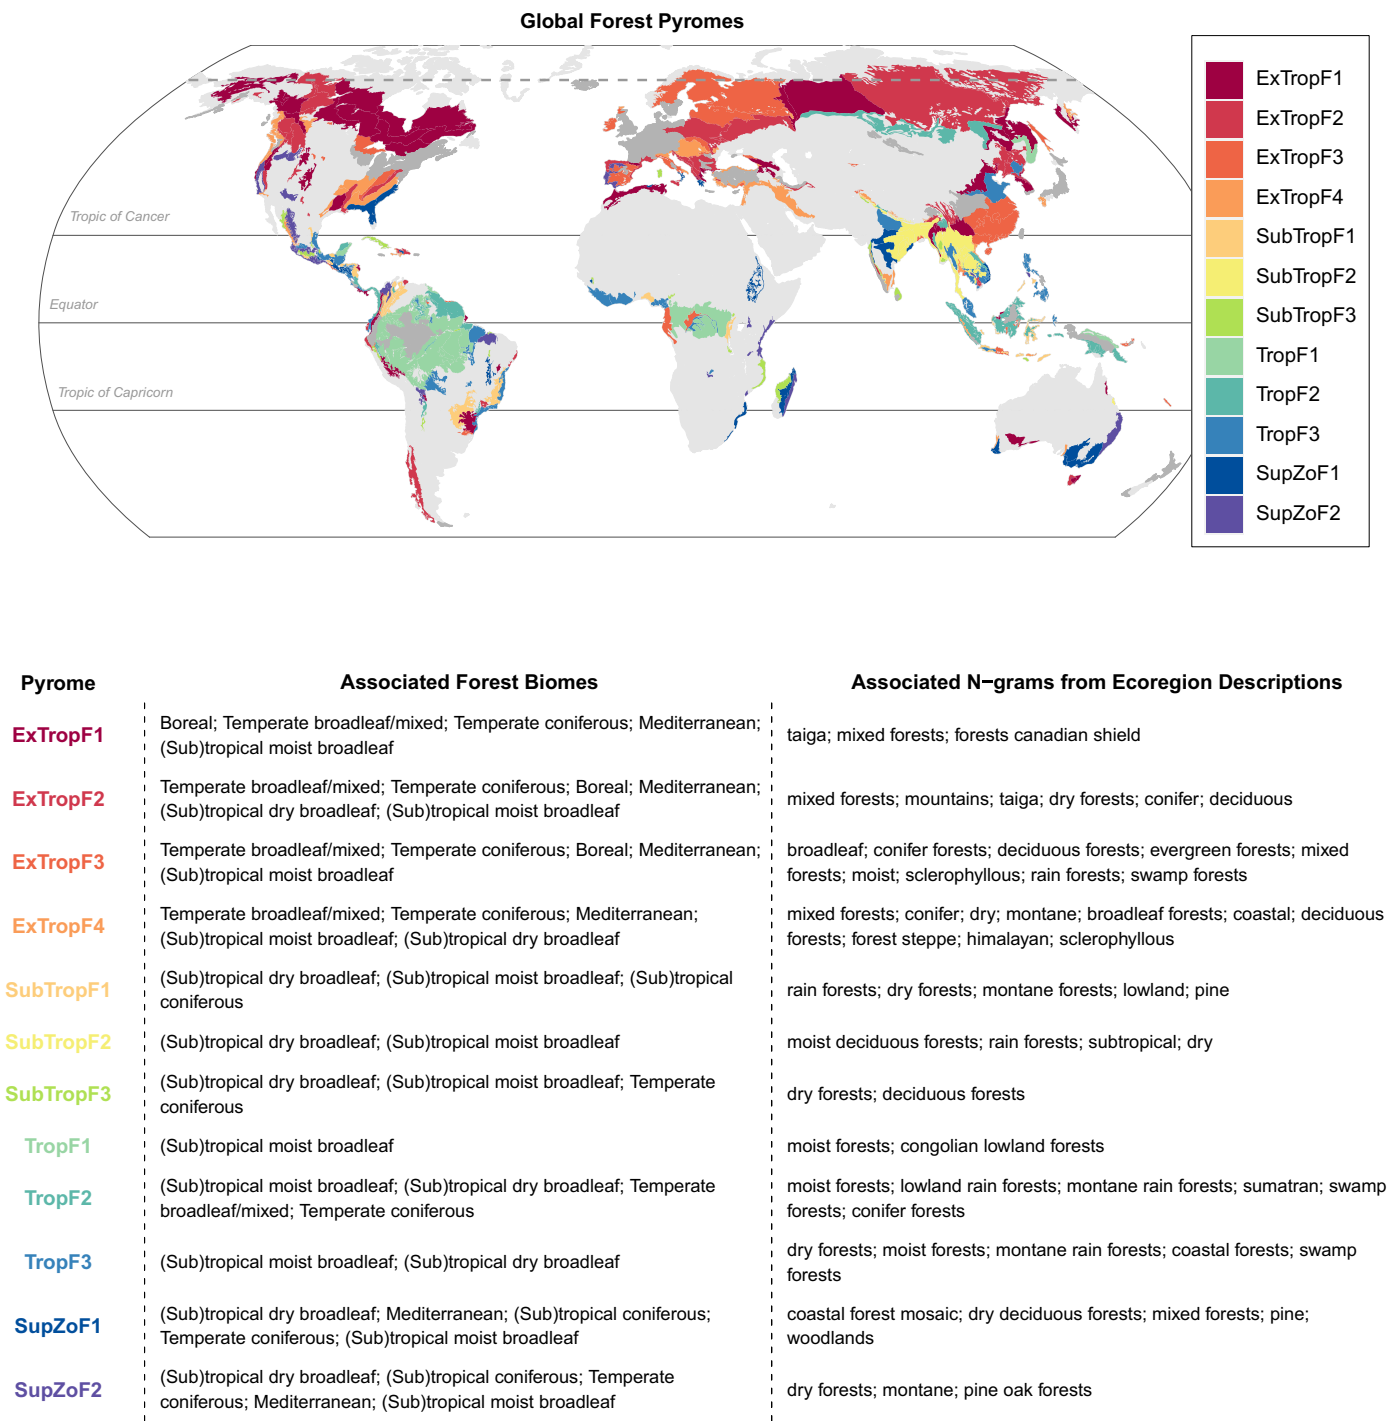 Global Forest Pyromes
Tropic of Cancer
Equator
Tropic of Capricorn
ExTropF1
ExTropF2
ExTropF3
ExTropF4
SubTropF1
SubTropF2
SubTropF3
TropF1
TropF2
TropF3
SupZoF1
SupZoF2
Pyrome
Associated Forest Biomes
Associated N−grams from Ecoregion Descriptions
ExTropF1
Boreal; Temperate broadleaf/mixed; Temperate coniferous; Mediterranean;
(Sub)tropical moist broadleaf
taiga; mixed forests; forests canadian shield
ExTropF2
Temperate broadleaf/mixed; Temperate coniferous; Boreal; Mediterranean;
(Sub)tropical dry broadleaf; (Sub)tropical moist broadleaf
mixed forests; mountains; taiga; dry forests; conifer; deciduous
ExTropF3
Temperate broadleaf/mixed; Temperate coniferous; Boreal; Mediterranean;
(Sub)tropical moist broadleaf
broadleaf; conifer forests; deciduous forests; evergreen forests; mixed
forests; moist; sclerophyllous; rain forests; swamp forests
ExTropF4
Temperate broadleaf/mixed; Temperate coniferous; Mediterranean;
(Sub)tropical moist broadleaf; (Sub)tropical dry broadleaf
mixed forests; conifer; dry; montane; broadleaf forests; coastal; deciduous
forests; forest steppe; himalayan; sclerophyllous
SubTropF1
(Sub)tropical dry broadleaf; (Sub)tropical moist broadleaf; (Sub)tropical
coniferous
rain forests; dry forests; montane forests; lowland; pine
SubTropF2
(Sub)tropical dry broadleaf; (Sub)tropical moist broadleaf
moist deciduous forests; rain forests; subtropical; dry
SubTropF3
(Sub)tropical dry broadleaf; (Sub)tropical moist broadleaf; Temperate
coniferous
dry forests; deciduous forests
TropF1
(Sub)tropical moist broadleaf
moist forests; congolian lowland forests
TropF2
(Sub)tropical moist broadleaf; (Sub)tropical dry broadleaf; Temperate
broadleaf/mixed; Temperate coniferous
moist forests; lowland rain forests; montane rain forests; sumatran; swamp
forests; conifer forests
TropF3
(Sub)tropical moist broadleaf; (Sub)tropical dry broadleaf
dry forests; moist forests; montane rain forests; coastal forests; swamp
forests
SupZoF1
(Sub)tropical dry broadleaf; Mediterranean; (Sub)tropical coniferous;
Temperate coniferous; (Sub)tropical moist broadleaf
coastal forest mosaic; dry deciduous forests; mixed forests; pine;
woodlands
SupZoF2
(Sub)tropical dry broadleaf; (Sub)tropical coniferous; Temperate
coniferous; Mediterranean; (Sub)tropical moist broadleaf
dry forests; montane; pine oak forests